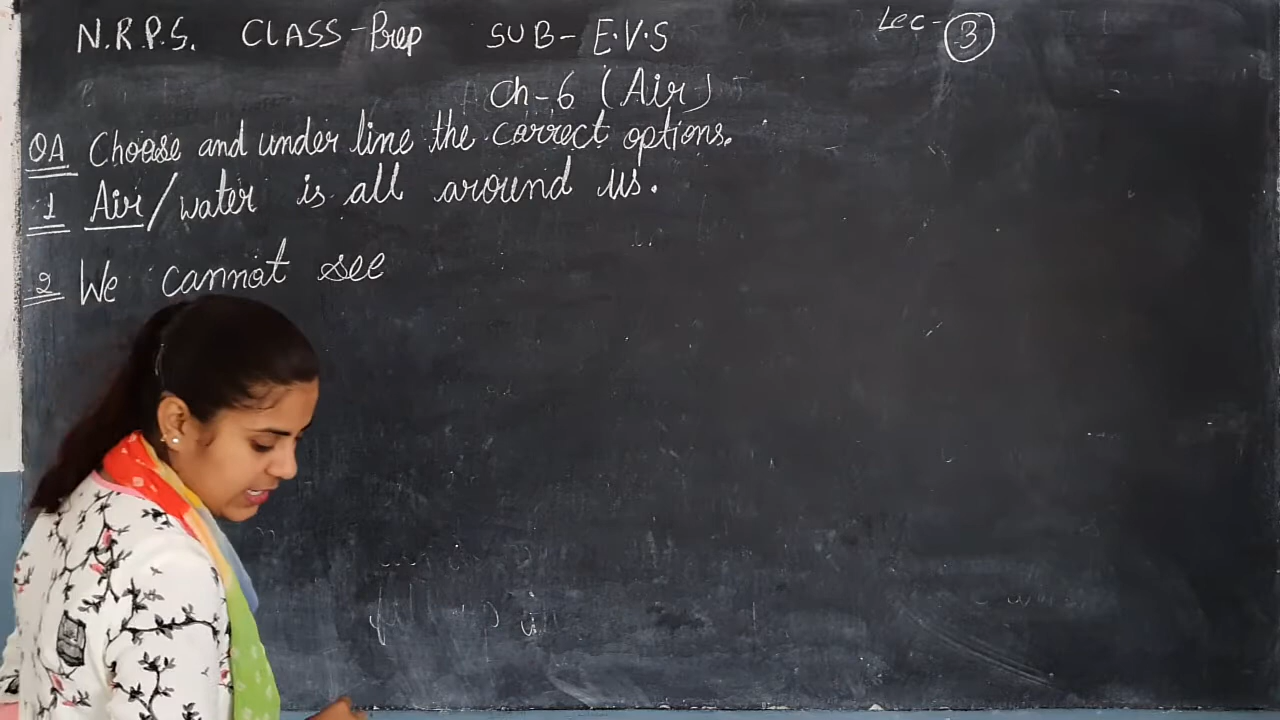 N.R.P.S. CLASS-Prep SUB- E.V.S Lec- 3
Ch-6 (Air)
QA Choose and under line the correct options.
1 Air/water is all around us.
2 We cannot see